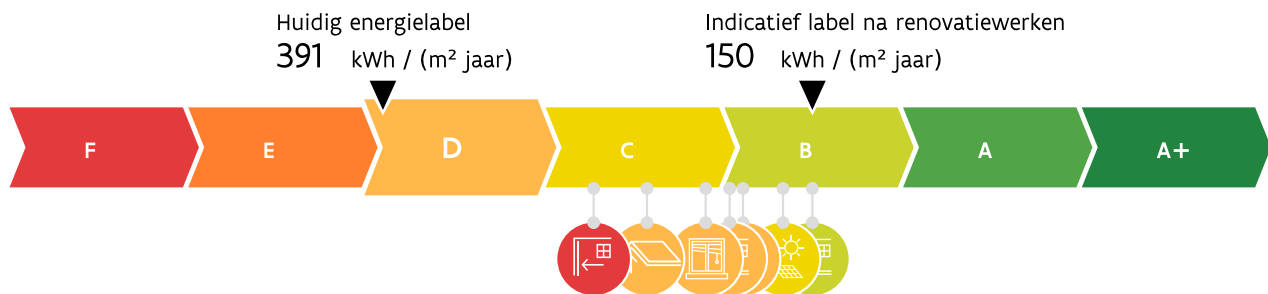 Huidig energielabel
391 kWh / (m² jaar)
Indicatief label na renovatiewerken
150 kWh / (m² jaar)
F E D C B A A+